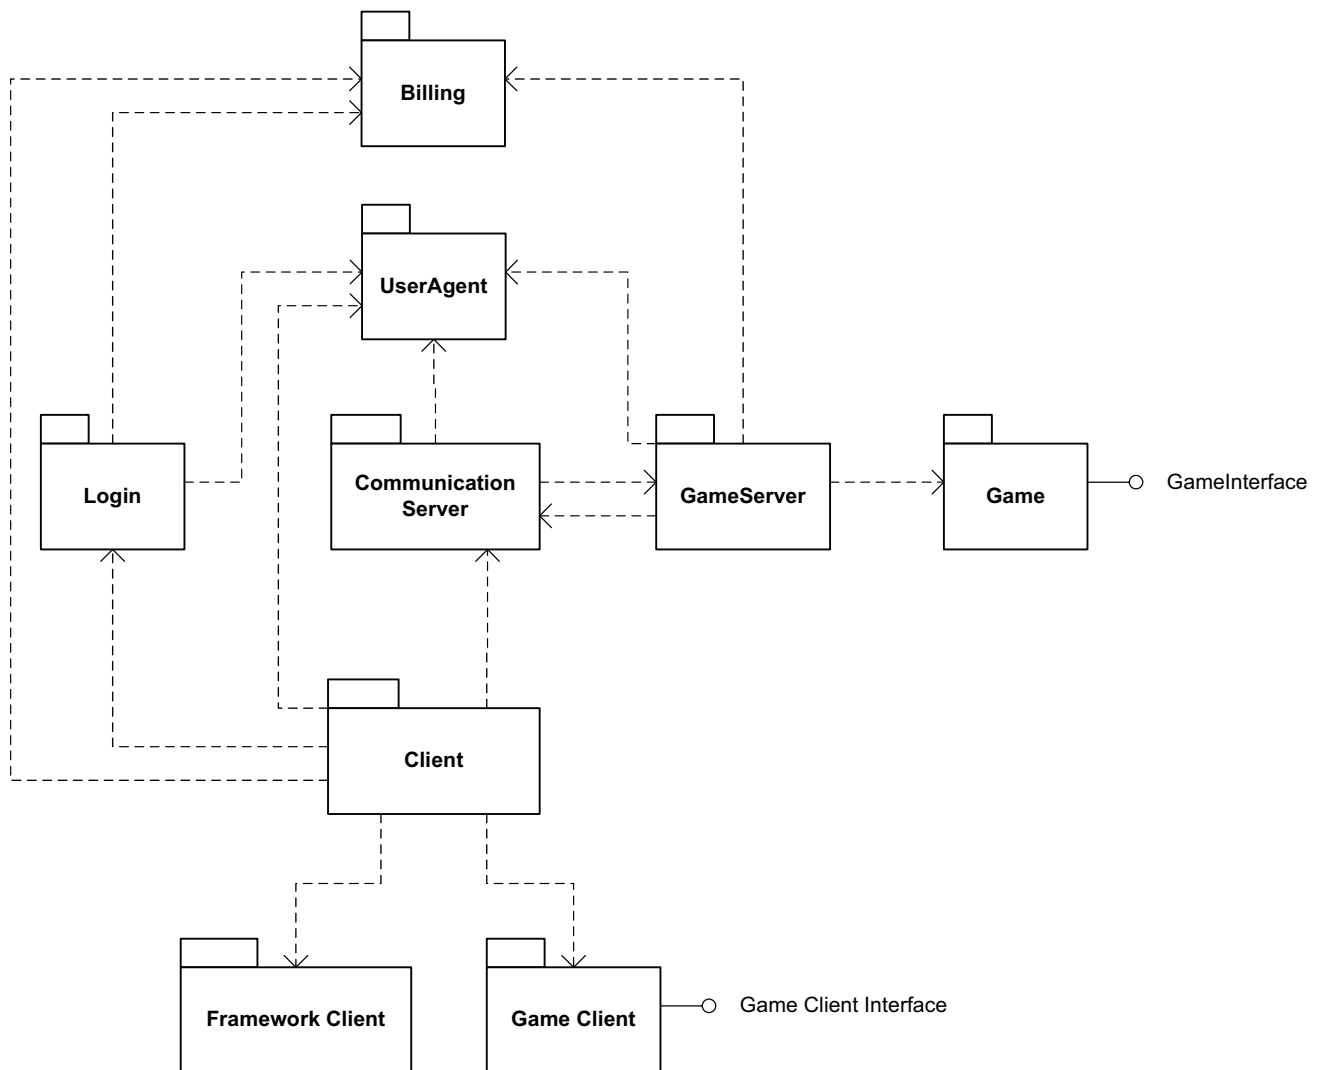 Billing
UserAgent
Login
Communication
Server
GameServer
Game
GameInterface
Client
Framework Client
Game Client
Game Client Interface